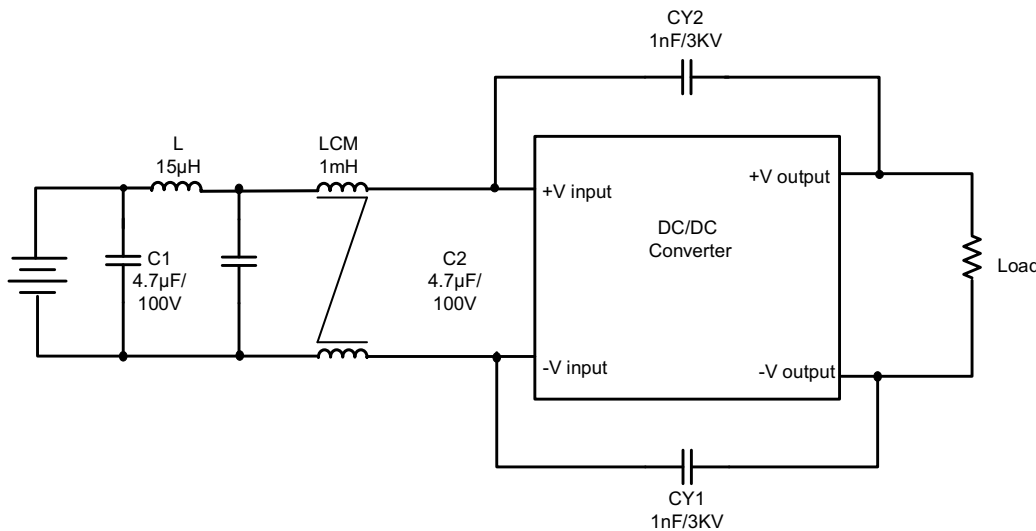 CY2
1nF/3KV
L
15µH
LCM
1mH
+V input
+V output
DC/DC
Converter
C1
4.7µF/
100V
C2
4.7µF/
100V
Load
-V input
-V output
CY1
1nF/3KV